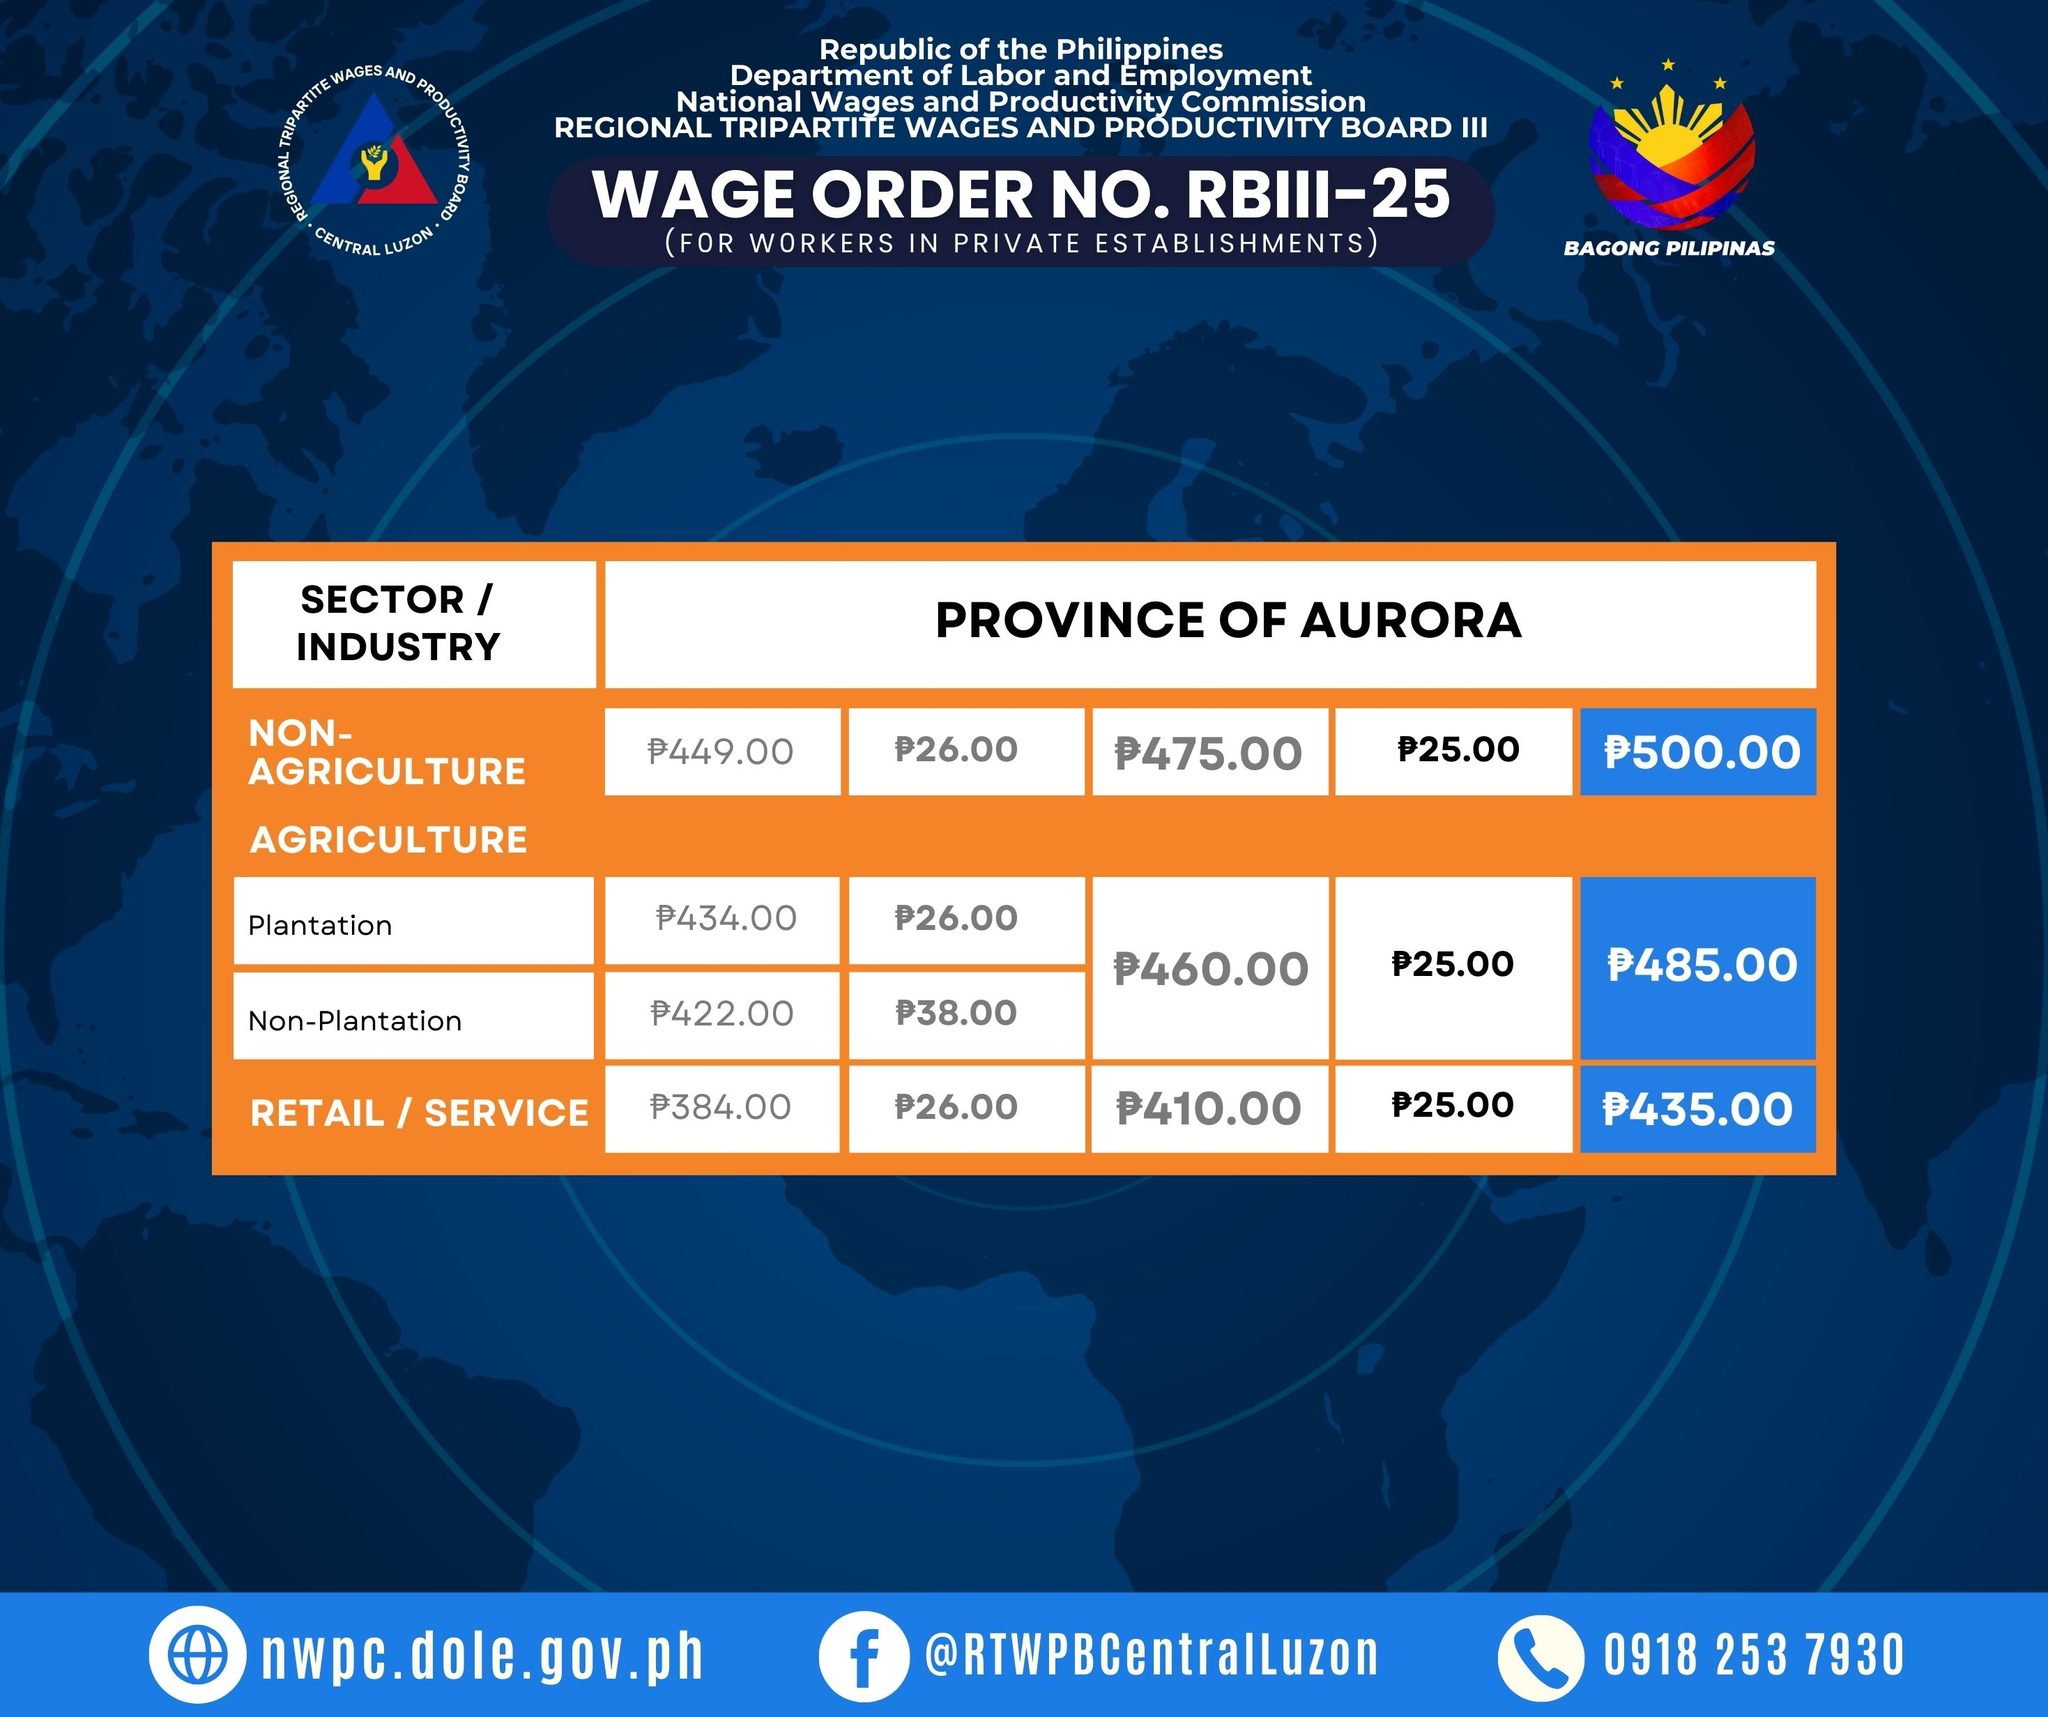 Republic of the Philippines
Department of Labor and Employment
National Wages and Productivity Commission
REGIONAL TRIPARTITE WAGES AND PRODUCTIVITY BOARD III
REGIONAL TRIPARTITE WAGES AND PRODUCTIVITY BOARD
• CENTRAL LUZON •
WAGE ORDER NO. RBIII-25
(FOR WORKERS IN PRIVATE ESTABLISHMENTS)
BAGONG PILIPINAS
SECTOR /
INDUSTRY
PROVINCE OF AURORA
NON-
AGRICULTURE
₱449.00 ₱26.00 ₱475.00 ₱25.00 ₱500.00
AGRICULTURE
Plantation ₱434.00 ₱26.00
₱460.00 ₱25.00 ₱485.00
Non-Plantation ₱422.00 ₱38.00
RETAIL / SERVICE ₱384.00 ₱26.00 ₱410.00 ₱25.00 ₱435.00
nwpc.dole.gov.ph @RTWPBCentralLuzon 0918 253 7930